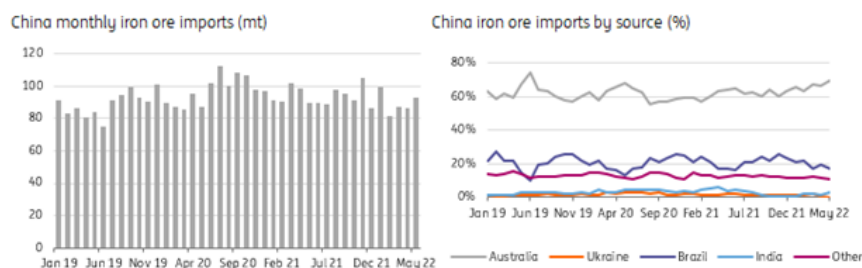 China monthly iron ore imports (mt)
120
100
80
60
40
20
0
Jan 19 Jun 19 Nov 19 Apr 20 Sep 20 Feb 21 Jul 21 Dec 21 May 22
China iron ore imports by source (%)
80%
60%
40%
20%
0%
Jan 19 Jun 19 Nov 19 Apr 20 Sep 20 Feb 21 Jul 21 Dec 21 May 22
Australia Ukraine Brazil India Other